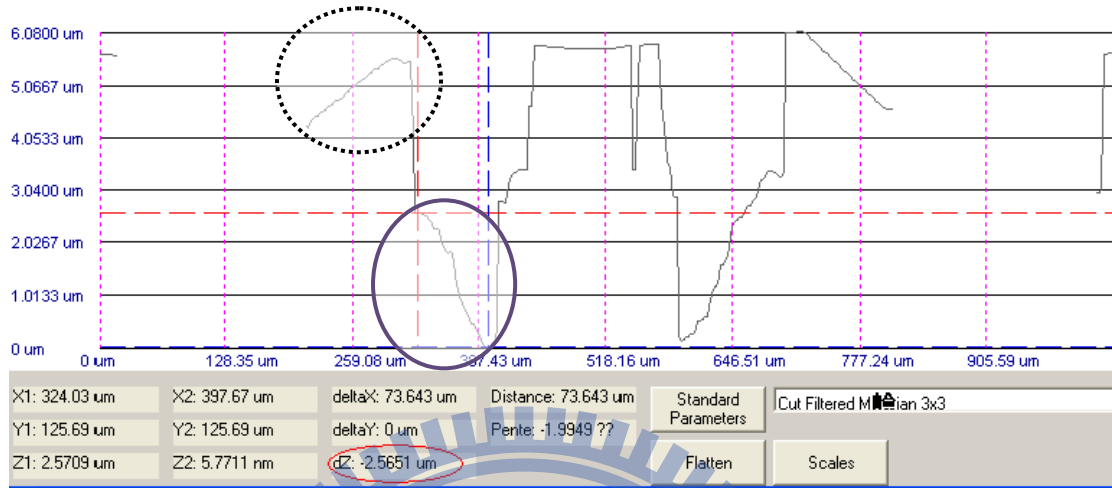 6.0800 um
5.0667 um
4.0533 um
3.0400 um
2.0267 um
1.0133 um
0 um
0 um 128.35 um 259.08 um 387.43 um 518.16 um 646.51 um 777.24 um 905.59 um
X1: 324.03 um X2: 397.67 um deltaX: 73.643 um Distance: 73.643 um Standard Parameters Cut Filtered 3x3
Y1: 125.69 um Y2: 125.69 um deltaY: 0 um Pente: -1.9949 ??
Z1: 2.5709 um Z2: 5.7711 nm dZ: -2.5651 um Flatten Scales